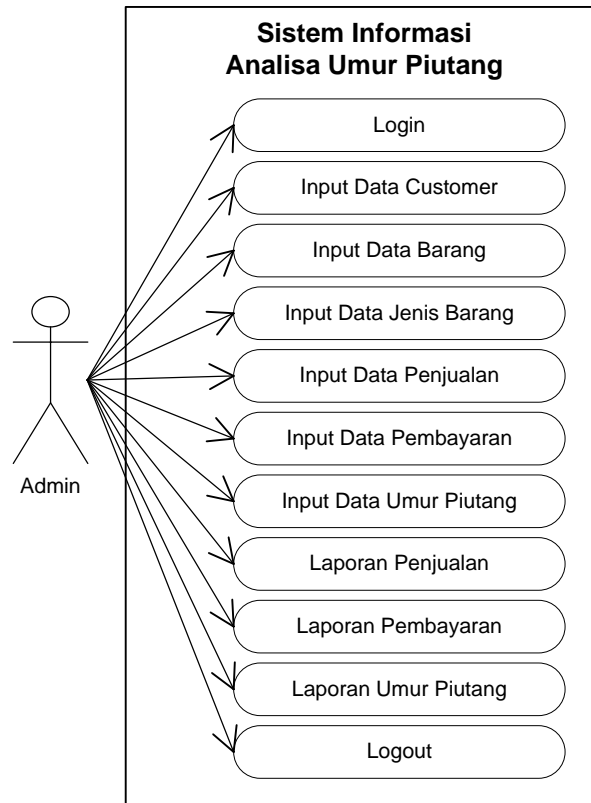 Sistem Informasi
Analisa Umur Piutang
Login
Input Data Customer
Input Data Barang
Input Data Jenis Barang
Input Data Penjualan
Input Data Pembayaran
Input Data Umur Piutang
Laporan Penjualan
Laporan Pembayaran
Laporan Umur Piutang
Logout
Admin